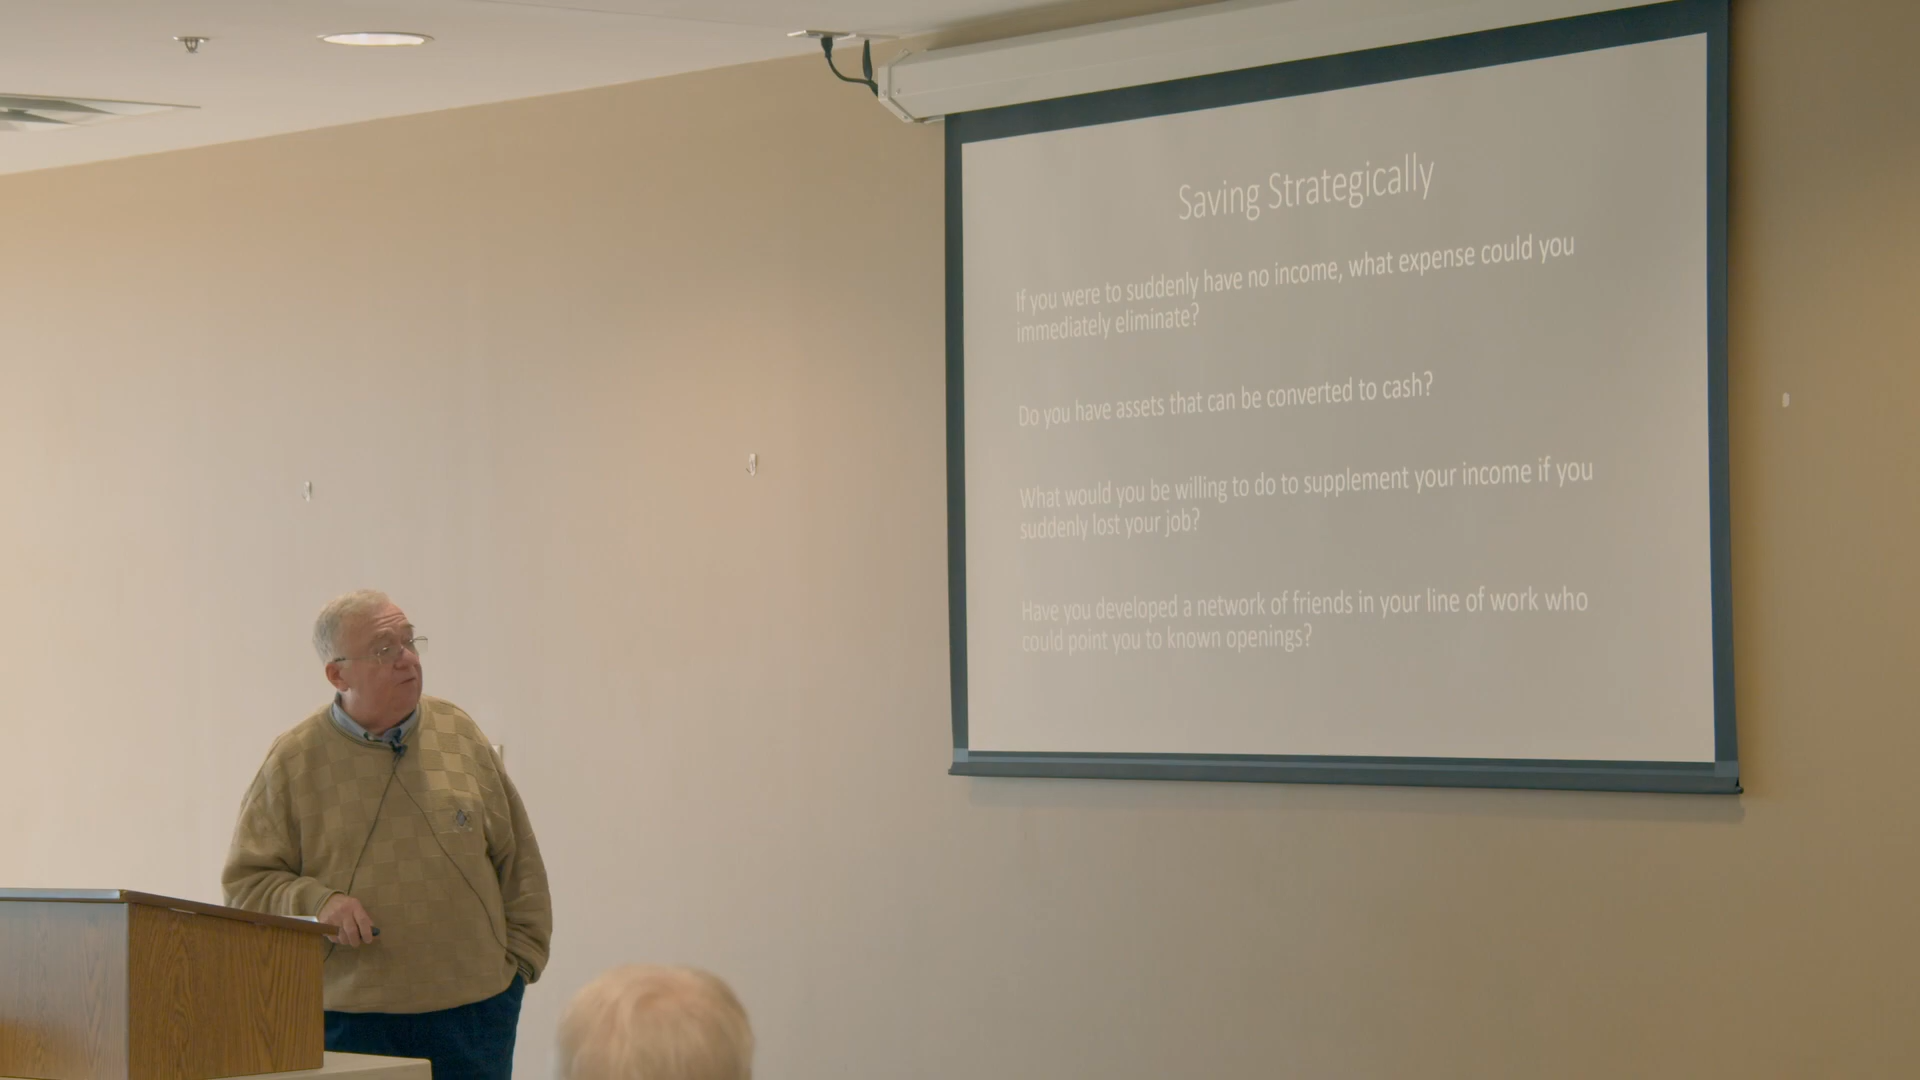 Saving Strategically
If you were to suddenly have no income, what expense could you
immediately eliminate?
Do you have assets that can be converted to cash?
What would you be willing to do to supplement your income if you
suddenly lost your job?
Have you developed a network of friends in your line of work who
could point you to known openings?